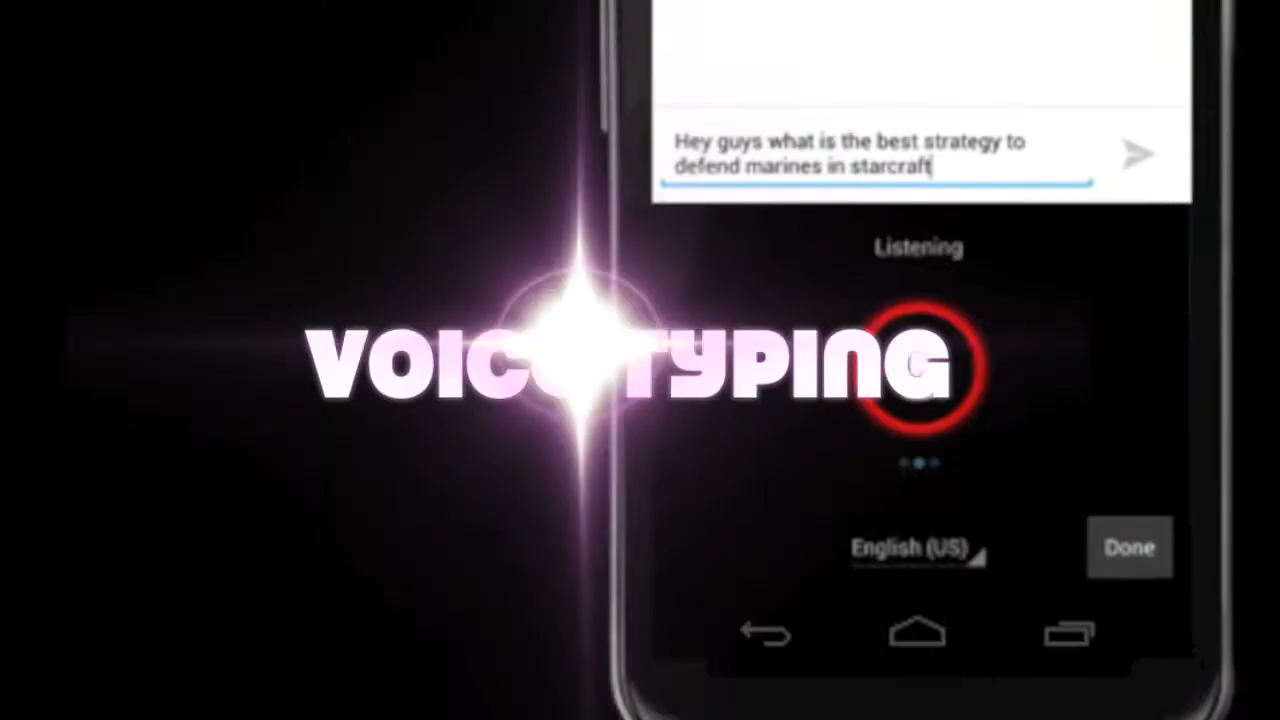 Hey guys what is the best strategy to
defend marines in starcraft
Listening
VOICE TYPING
English (US)
Done